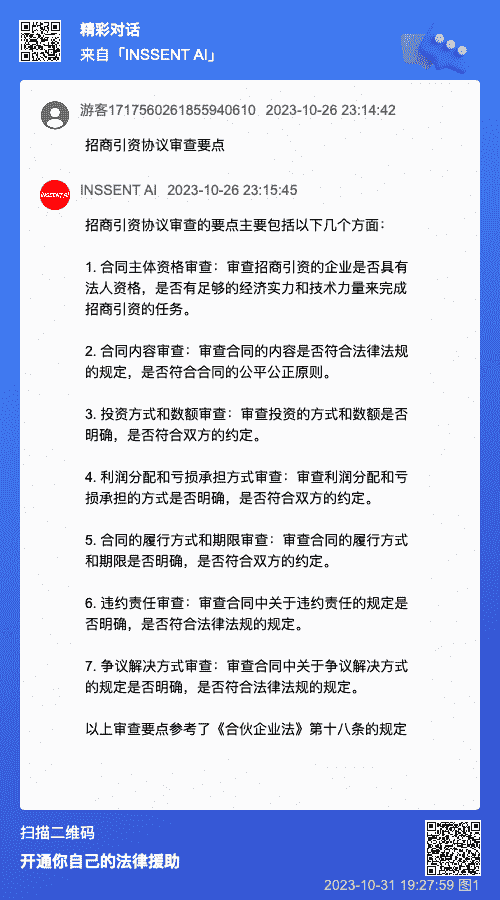 精彩对话
来自「INSSENT AI」
游客1717560261855940610 2023-10-26 23:14:42
招商引资协议审查要点
INSSENT AI
INSSENT AI 2023-10-26 23:15:45
招商引资协议审查的要点主要包括以下几个方面：
1. 合同主体资格审查：审查招商引资的企业是否具有
法人资格，是否有足够的经济实力和技术力量来完成
招商引资的任务。
2. 合同内容审查：审查合同的内容是否符合法律法规
的规定，是否符合合同的公平公正原则。
3. 投资方式和数额审查：审查投资的方式和数额是否
明确，是否符合双方的约定。
4. 利润分配和亏损承担方式审查：审查利润分配和亏
损承担的方式是否明确，是否符合双方的约定。
5. 合同的履行方式和期限审查：审查合同的履行方式
和期限是否明确，是否符合双方的约定。
6. 违约责任审查：审查合同中关于违约责任的规定是
否明确，是否符合法律法规的规定。
7. 争议解决方式审查：审查合同中关于争议解决方式
的规定是否明确，是否符合法律法规的规定。
以上审查要点参考了《合伙企业法》第十八条的规定
扫描二维码
开通你自己的法律援助
2023-10-31 19:27:59 图1